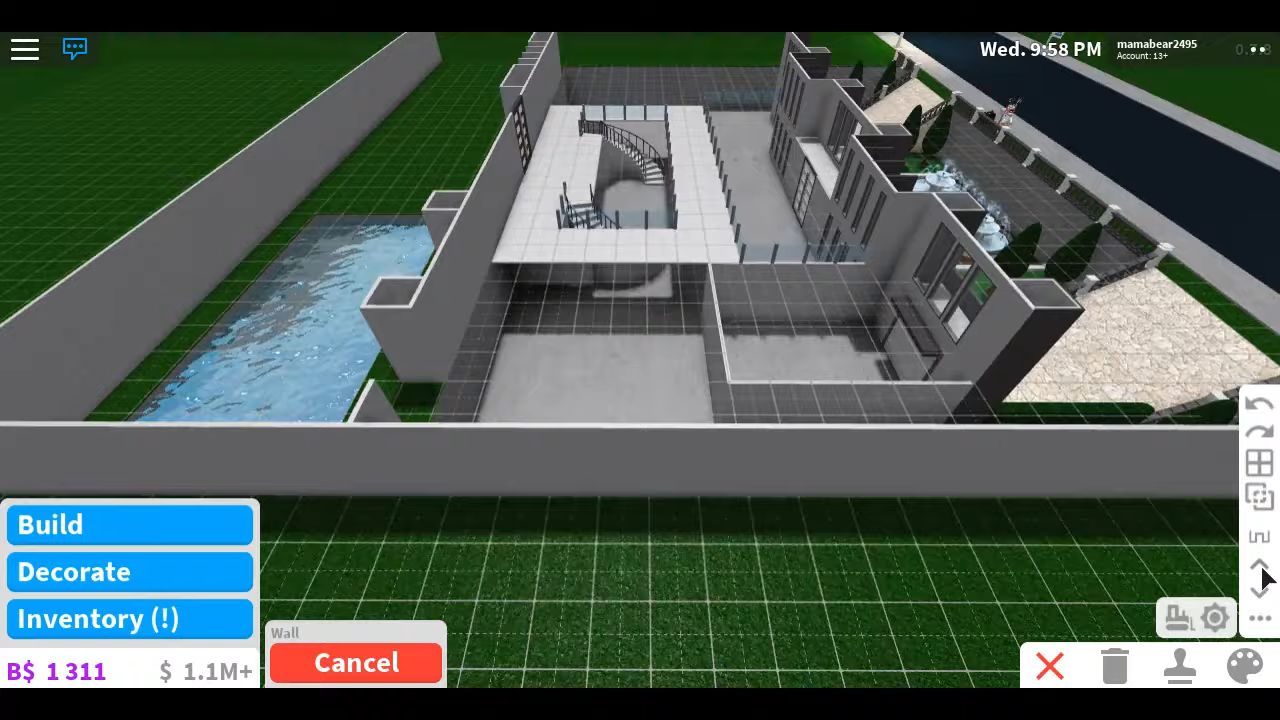 Wed. 9:58 PM
mamabear2495
Account: 13+
Build
Decorate
Inventory (!)
B$ 1 311
$ 1.1M+
Wall
Cancel